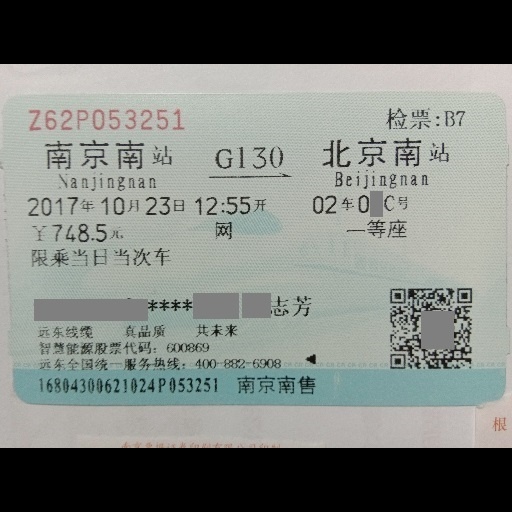 Z62P053251 检票:B7
南京南站 G130 北京南站
Nanjingnan Beijingnan
2017年10月23日12:55开 02车0C号
￥748.5元 网 一等座
限乘当日当次车
**** 志芳
远东线缆 真品质 共未来
智慧能源股票代码: 600869
远东全国统一服务热线: 400-882-6908
16804300621024P053251 南京南售
根